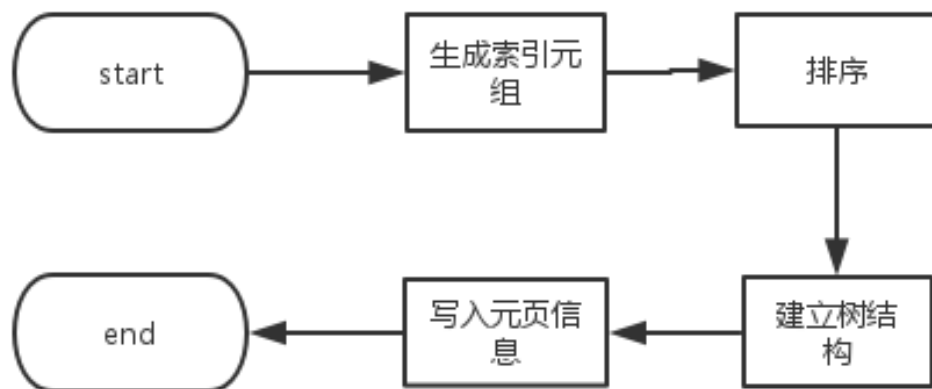 start
生成索引元
组
排序
建立树结
构
写入元页信
息
end